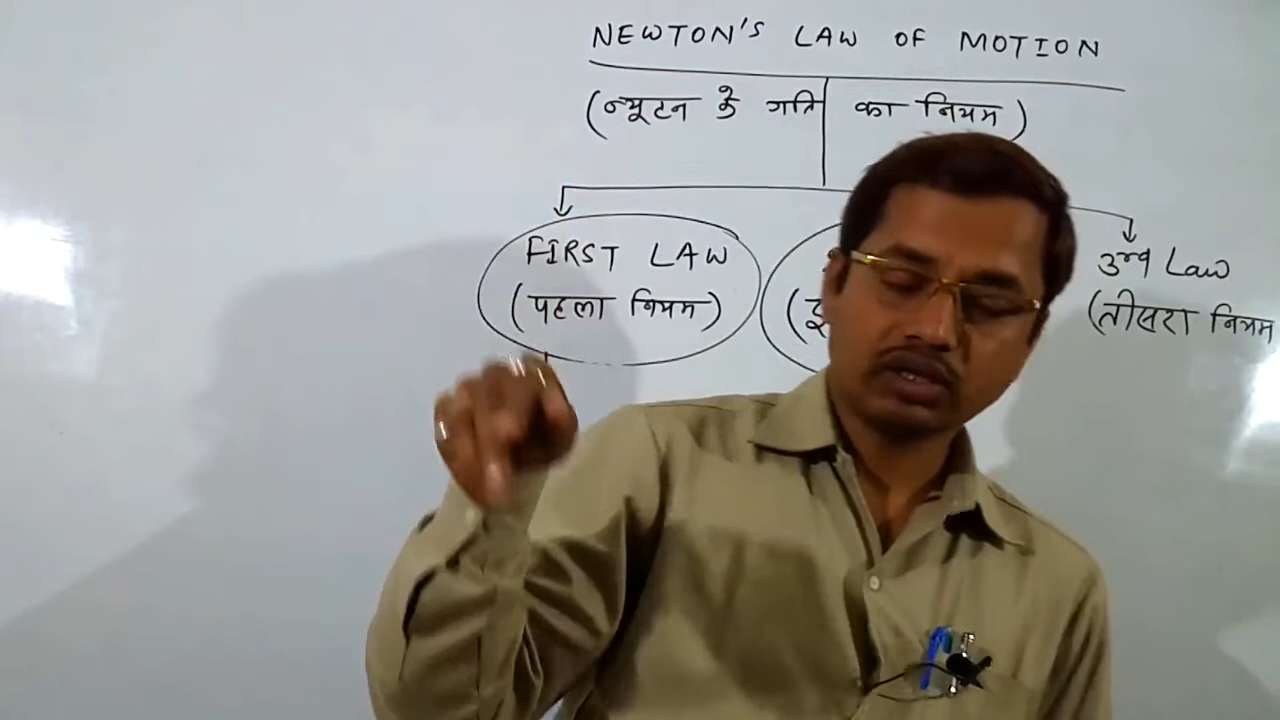 NEWTON'S LAW OF MOTION
(न्यूटन के गति का नियम)
FIRST LAW
(पहला नियम)
3rd Law
(तीसरा नियम